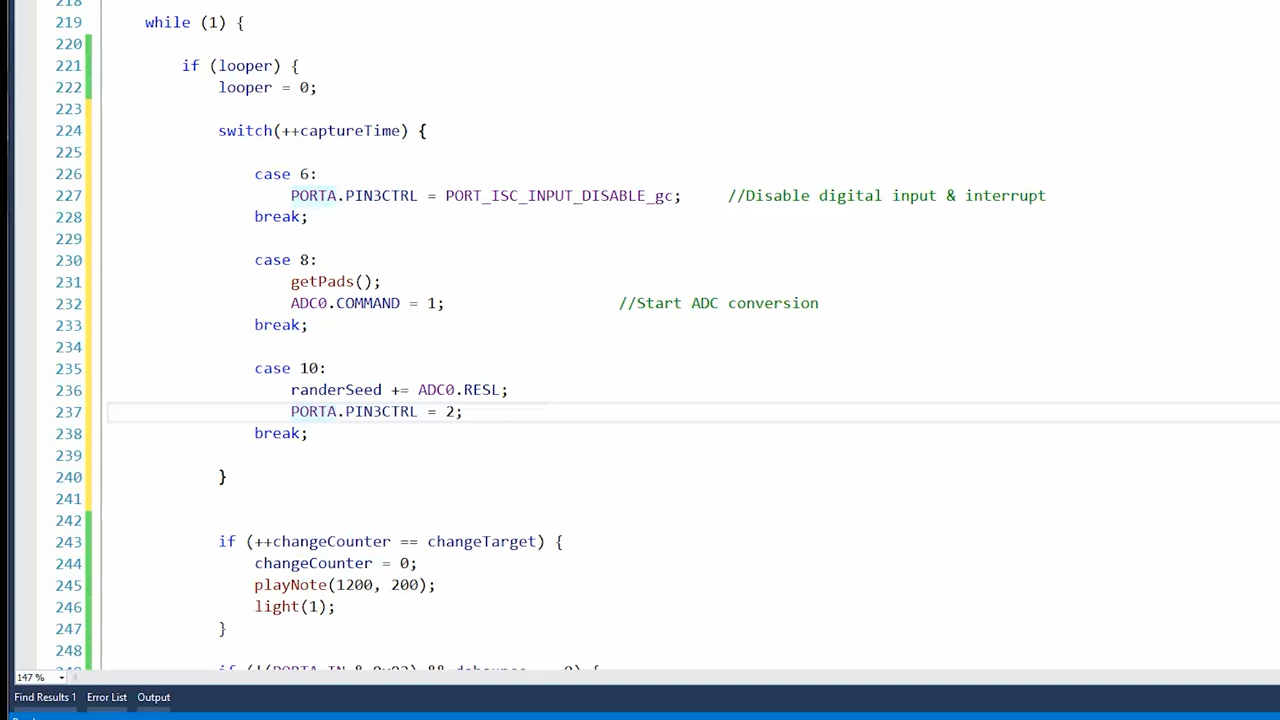 218
219 while (1) {
220
221 if (looper) {
222 looper = 0;
223
224 switch(++captureTime) {
225
226 case 6:
227 PORTA.PIN3CTRL = PORT_ISC_INPUT_DISABLE_gc; //Disable digital input & interrupt
228 break;
229
230 case 8:
231 getPads();
232 ADC0.COMMAND = 1; //Start ADC conversion
233 break;
234
235 case 10:
236 randerSeed += ADC0.RESL;
237 PORTA.PIN3CTRL = 2;
238 break;
239
240 }
241
242
243 if (++changeCounter == changeTarget) {
244 changeCounter = 0;
245 playNote(1200, 200);
246 light(1);
247 }
248
147 %
Find Results 1 Error List Output